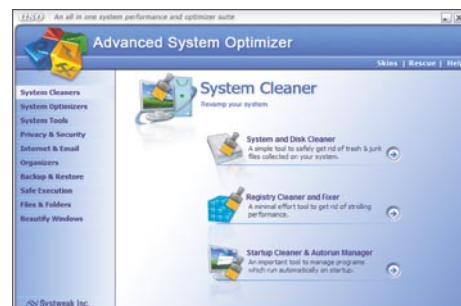 ASO An all in one system performance and optimizer suite
Advanced System Optimizer
Skins | Rescue | Help
System Cleaners
System Optimizers
System Tools
Privacy & Security
Internet & Email
Organizers
Backup & Restore
Safe Execution
Files & Folders
Beautify Windows
Systweak Inc.
System Cleaner
Revamp your system
System and Disk Cleaner
A simple tool to safely get rid of trash & junk
files collected on your system.
Registry Cleaner and Fixer
A minimal effort tool to get rid of strolling
performance.
Startup Cleaner & Autorun Manager
An important tool to manage programs
which run automatically on startup.